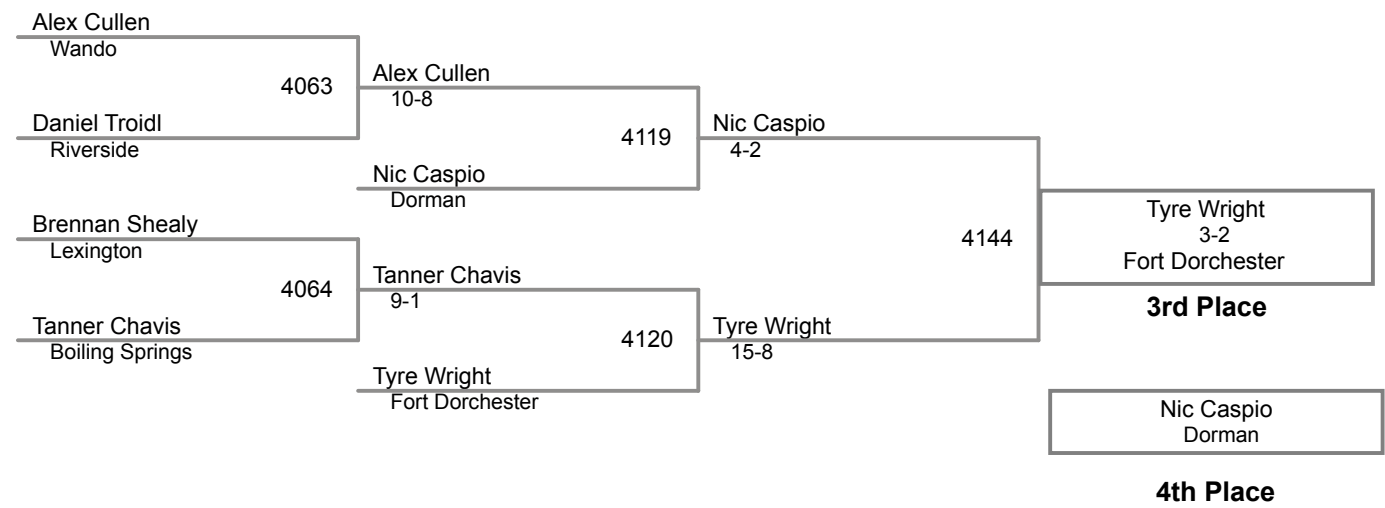 Alex Cullen
Wando
4063
Alex Cullen
10-8
Daniel Troidl
Riverside
4119
Nic Caspio
4-2
Nic Caspio
Dorman
Brennan Shealy
Lexington
4064
Tanner Chavis
9-1
Tanner Chavis
Boiling Springs
4120
Tyre Wright
15-8
Tyre Wright
Fort Dorchester
4144
Tyre Wright
3-2
Fort Dorchester
3rd Place
Nic Caspio
Dorman
4th Place